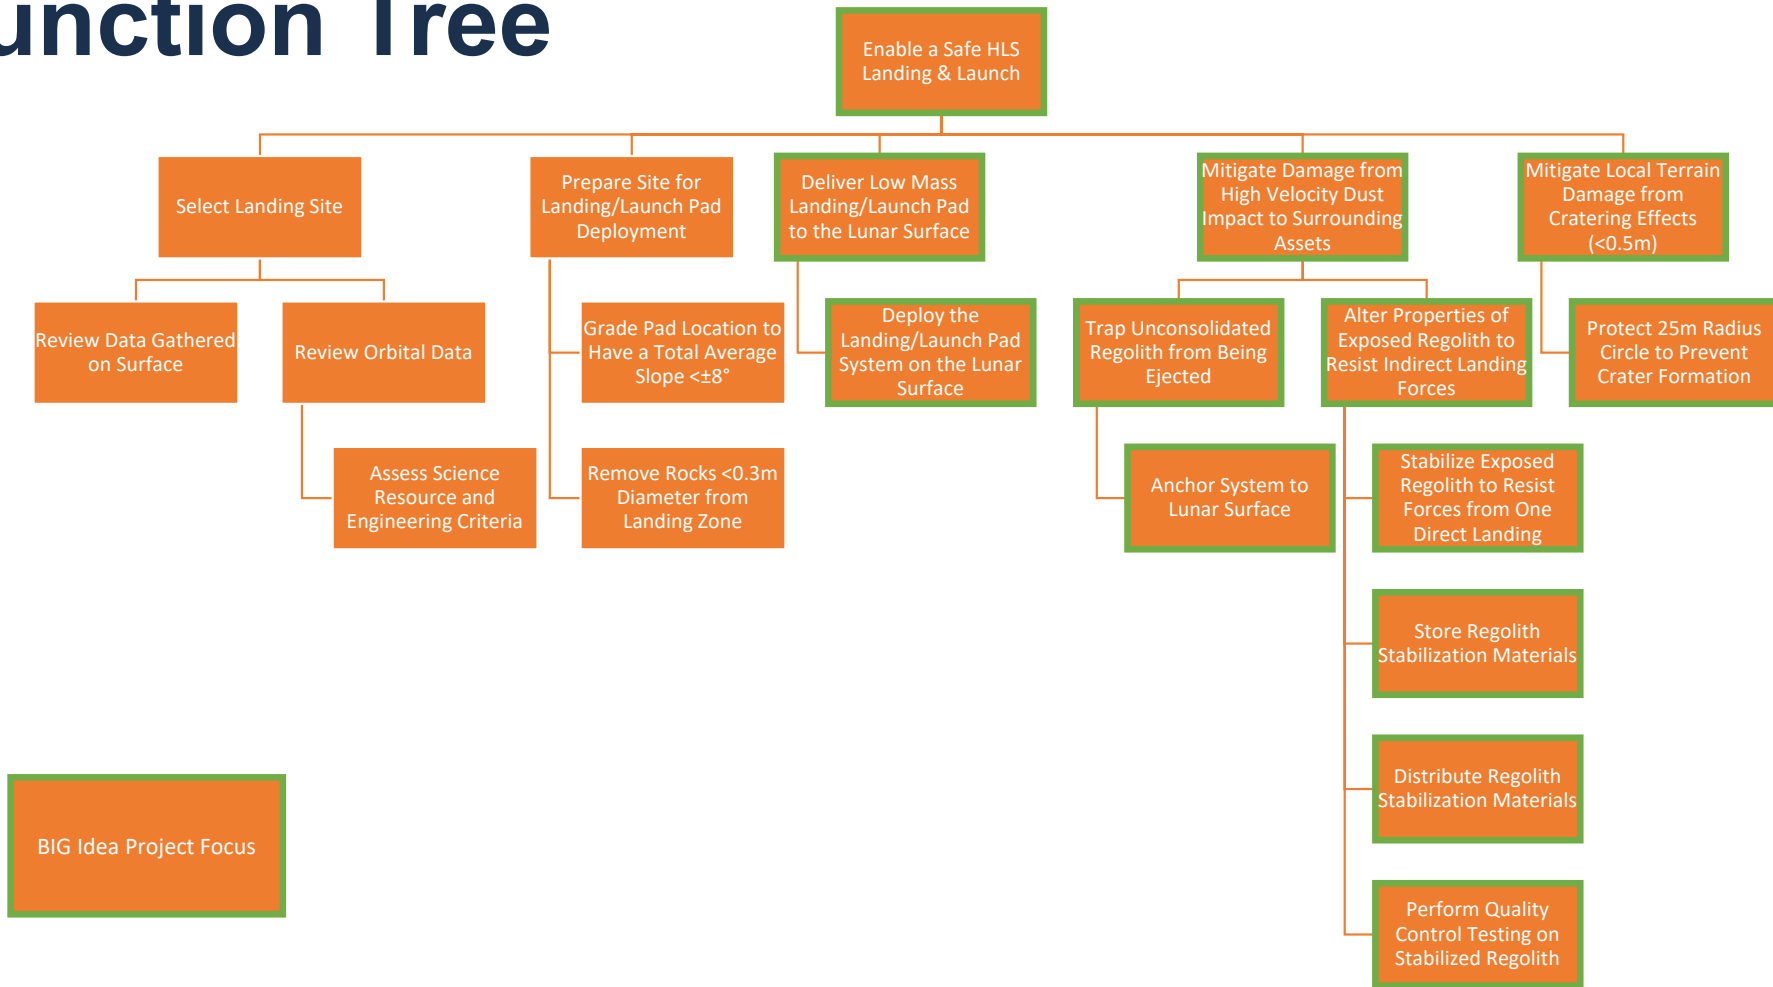 unction Tree
Enable a Safe HLS
Landing & Launch
Select Landing Site
Prepare Site for
Landing/Launch Pad
Deployment
Deliver Low Mass
Landing/Launch Pad
to the Lunar Surface
Mitigate Damage from
High Velocity Dust
Impact to Surrounding
Assets
Mitigate Local Terrain
Damage from
Cratering Effects
(<0.5m)
Review Data Gathered
on Surface
Review Orbital Data
Grade Pad Location to
Have a Total Average
Slope <±8°
Deploy the
Landing/Launch Pad
System on the Lunar
Surface
Trap Unconsolidated
Regolith from Being
Ejected
Alter Properties of
Exposed Regolith to
Resist Indirect Landing
Forces
Protect 25m Radius
Circle to Prevent
Crater Formation
Assess Science
Resource and
Engineering Criteria
Remove Rocks <0.3m
Diameter from
Landing Zone
Anchor System to
Lunar Surface
Stabilize Exposed
Regolith to Resist
Forces from One
Direct Landing
Store Regolith
Stabilization Materials
Distribute Regolith
Stabilization Materials
BIG Idea Project Focus
Perform Quality
Control Testing on
Stabilized Regolith